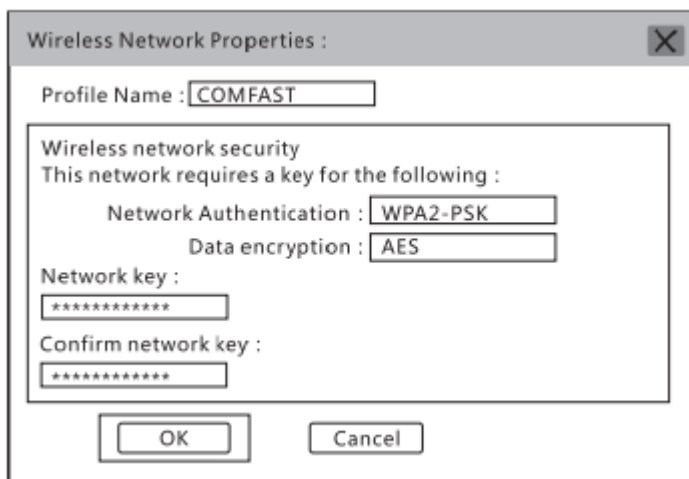 Wireless Network Properties :
Profile Name : COMFAST
Wireless network security
This network requires a key for the following :
Network Authentication : WPA2-PSK
Data encryption : AES
Network key :
************
Confirm network key :
************
OK Cancel